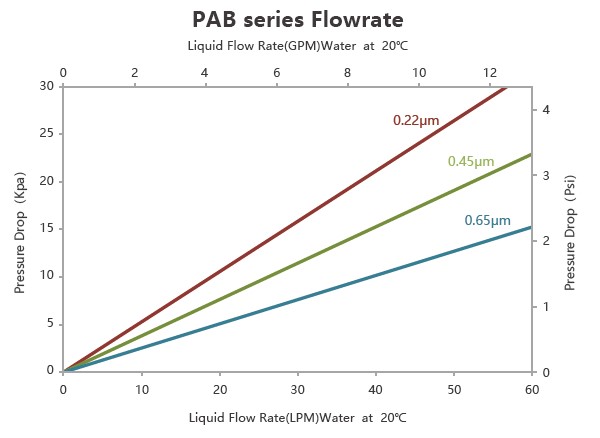 PAB series Flowrate
Liquid Flow Rate(GPM)Water at 20℃
0 2 4 6 8 10 12
30
25
20
15
10
5
0
Pressure Drop (Kpa)
0.22μm
0.45μm
0.65μm
4
3
2
1
0
Pressure Drop (Psi)
0 10 20 30 40 50 60
Liquid Flow Rate(LPM)Water at 20℃